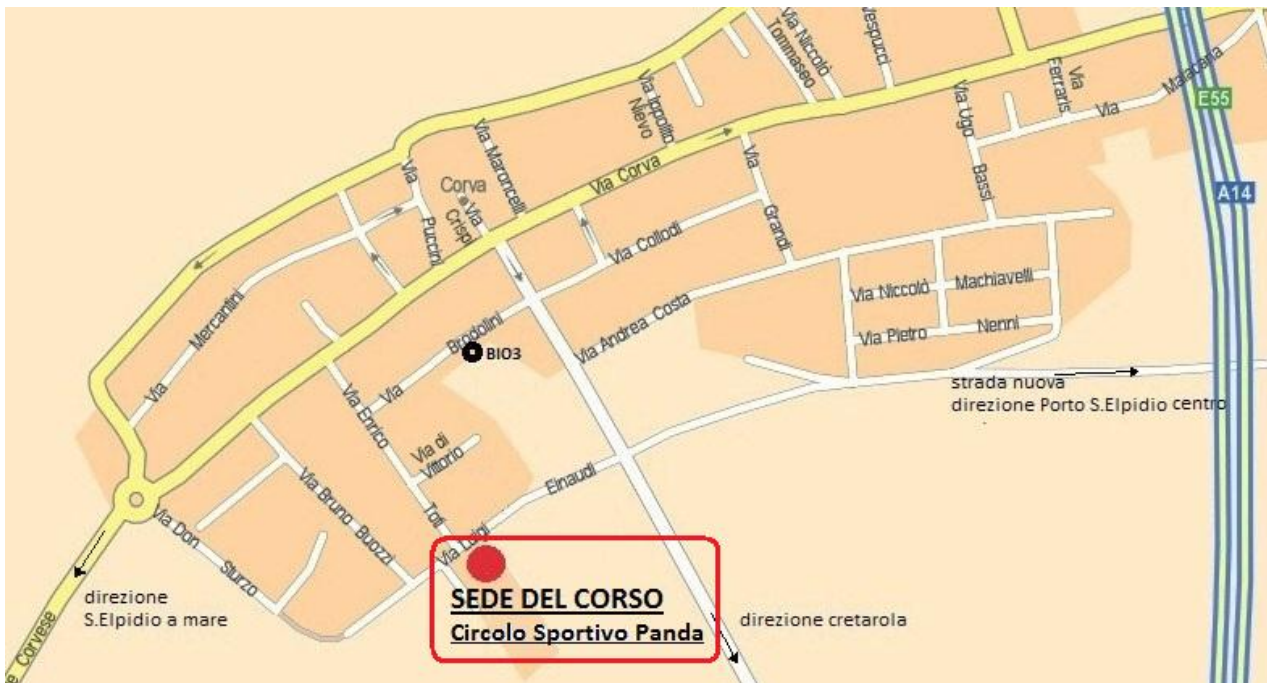 Via Niccolò
Tommaseo
Vespucci
Via Ippolito
Nievo
Via
Ferraris
Via Malagaria
E55
A14
Via Ugo
Bassi
Via Maroncelli
Via Corva
Via
Puccini
Corva
Via
Crispi
Via
Grandi
Via Collodi
Via Mercantini
Via Brodolini
BIO3
Via Andrea Costa
Via Niccolò Machiavelli
Via Pietro Nenni
strada nuova
direzione Porto S.Elpidio centro
Via Enrico Toti
Via di
Vittorio
Via Bruno Buozzi
Via Luigi Einaudi
Via Don Sturzo
SEDE DEL CORSO
Circolo Sportivo Panda
direzione
S.Elpidio a mare
direzione cretarola
e Corvese